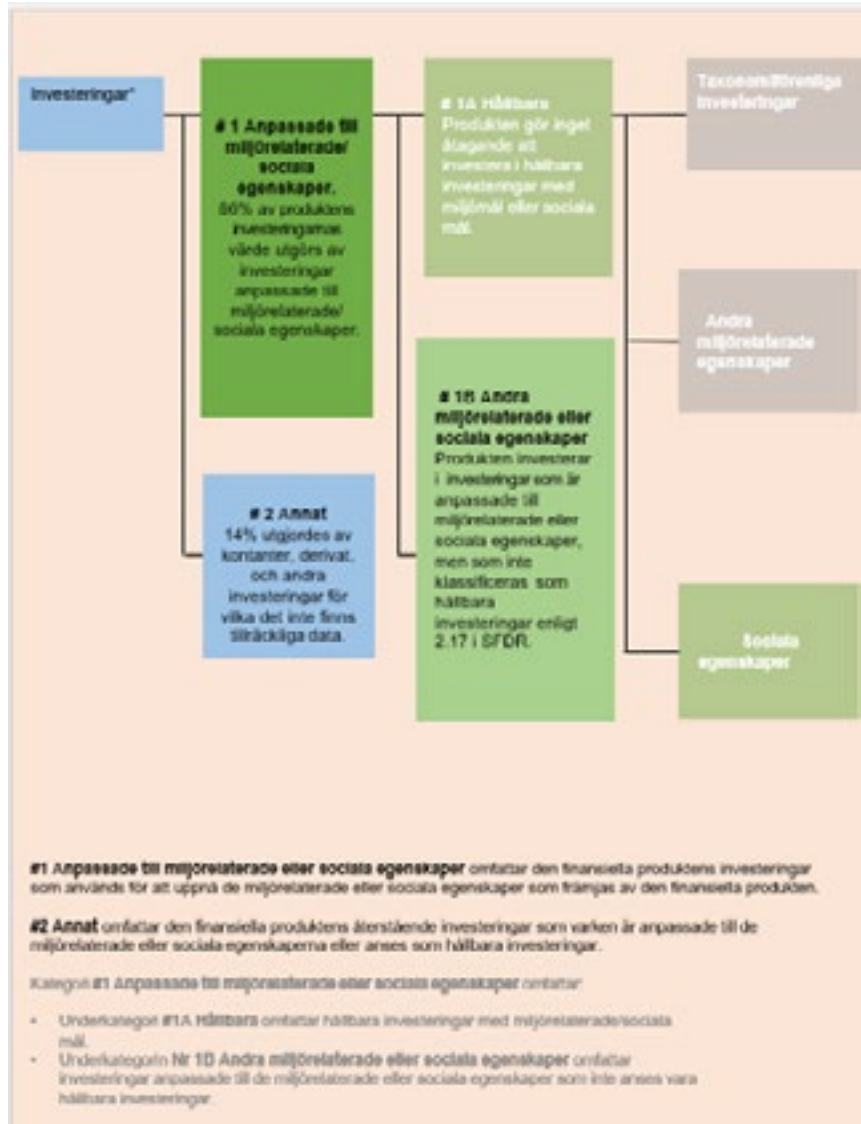 Investeringar*
# 1 Anpassade till
miljörelaterade/
sociala
egenskaper.
86% av produktens
investeringarnas
värde utgörs av
investeringar
anpassade till
miljörelaterade/
sociala egenskaper.
# 2 Annat
14% utgjordes av
kontanter, derivat,
och andra
investeringar för
vilka det inte finns
tillräckliga data.
# 1A Hållbara
Produkten gör inget
åtagande att
investera i hållbara
investeringar med
miljömål eller sociala
mål.
# 1B Andra
miljörelaterade eller
sociala egenskaper
Produkten investerar
i investeringar som är
anpassade till
miljörelaterade eller
sociala egenskaper,
men som inte
klassificeras som
hållbara
investeringar enligt
2.17 i SFDR.
Taxonomiförenliga
investeringar
Andra
miljörelaterade
egenskaper
Sociala
egenskaper
#1 Anpassade till miljörelaterade eller sociala egenskaper omfattar den finansiella produktens investeringar
som används för att uppnå de miljörelaterade eller sociala egenskaper som främjas av den finansiella produkten.
#2 Annat omfattar den finansiella produktens återstående investeringar som varken är anpassade till de
miljörelaterade eller sociala egenskaperna eller anses som hållbara investeringar.
Kategori #1 Anpassade till miljörelaterade eller sociala egenskaper omfattar
• Underkategori #1A Hållbara omfattar hållbara investeringar med miljörelaterade/sociala
mål.
• Underkategorin Nr 1B Andra miljörelaterade eller sociala egenskaper omfattar
investeringar anpassade till de miljörelaterade eller sociala egenskaper som inte anses vara
hållbara investeringar.